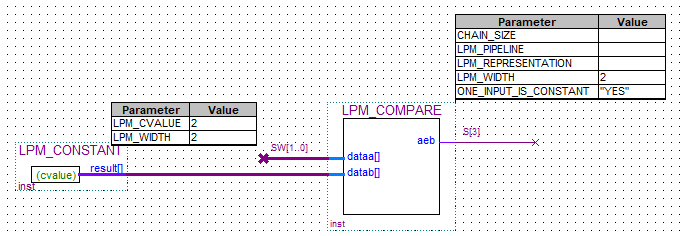 Parameter Value
CHAIN_SIZE
LPM_PIPELINE
LPM_REPRESENTATION
LPM_WIDTH 2
ONE_INPUT_IS_CONSTANT "YES"
Parameter Value
LPM_CVALUE 2
LPM_WIDTH 2
LPM_COMPARE
aeb
S[3]
SW[1..0]
dataa[]
datab[]
inst
LPM_CONSTANT
(cvalue)
result[]
inst